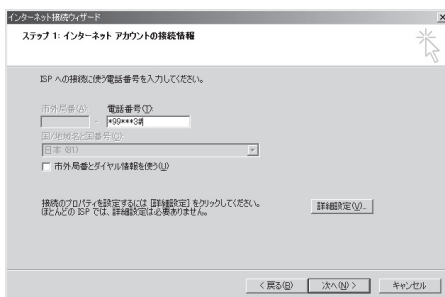 インターネット接続ウィザード
ステップ 1: インターネット アカウントの接続情報
ISP への接続に使う電話番号を入力してください。
市外局番(A): 電話番号(T):
- *99***3#
国/地域名と国番号(C):
日本 (81)
市外局番とダイヤル情報を使う(U)
接続のプロパティを設定するには [詳細設定] をクリックしてください。
ほとんどの ISP では、詳細設定は必要ありません。
詳細設定(V)...
< 戻る(B) 次へ(N) > キャンセル